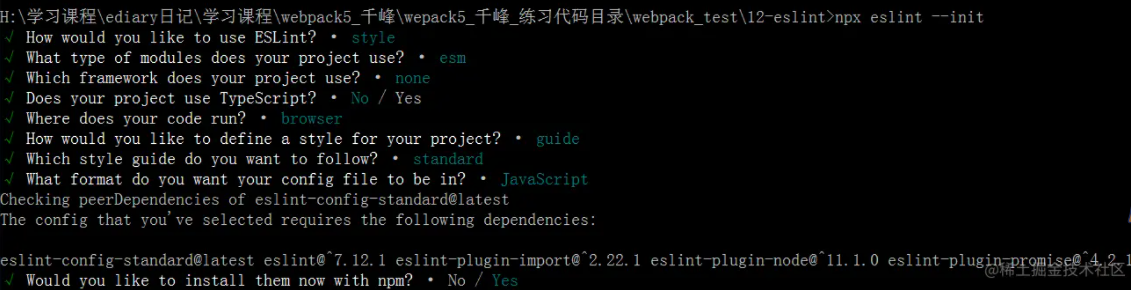 H:\学习课程\ediary日记\学习课程\webpack5_千峰\wepack5_千峰_练习代码目录\webpack_test\12-eslint>npx eslint --init
√ How would you like to use ESLint? · style
√ What type of modules does your project use? · esm
√ Which framework does your project use? · none
√ Does your project use TypeScript? · No / Yes
√ Where does your code run? · browser
√ How would you like to define a style for your project? · guide
√ Which style guide do you want to follow? · standard
√ What format do you want your config file to be in? · JavaScript
Checking peerDependencies of eslint-config-standard@latest
The config that you've selected requires the following dependencies:
eslint-config-standard@latest eslint@^7.12.1 eslint-plugin-import@^2.22.1 eslint-plugin-node@^11.1.0 eslint-plugin-promise@^4.2.1
√ Would you like to install them now with npm? · No / Yes
@稀土掘金技术社区